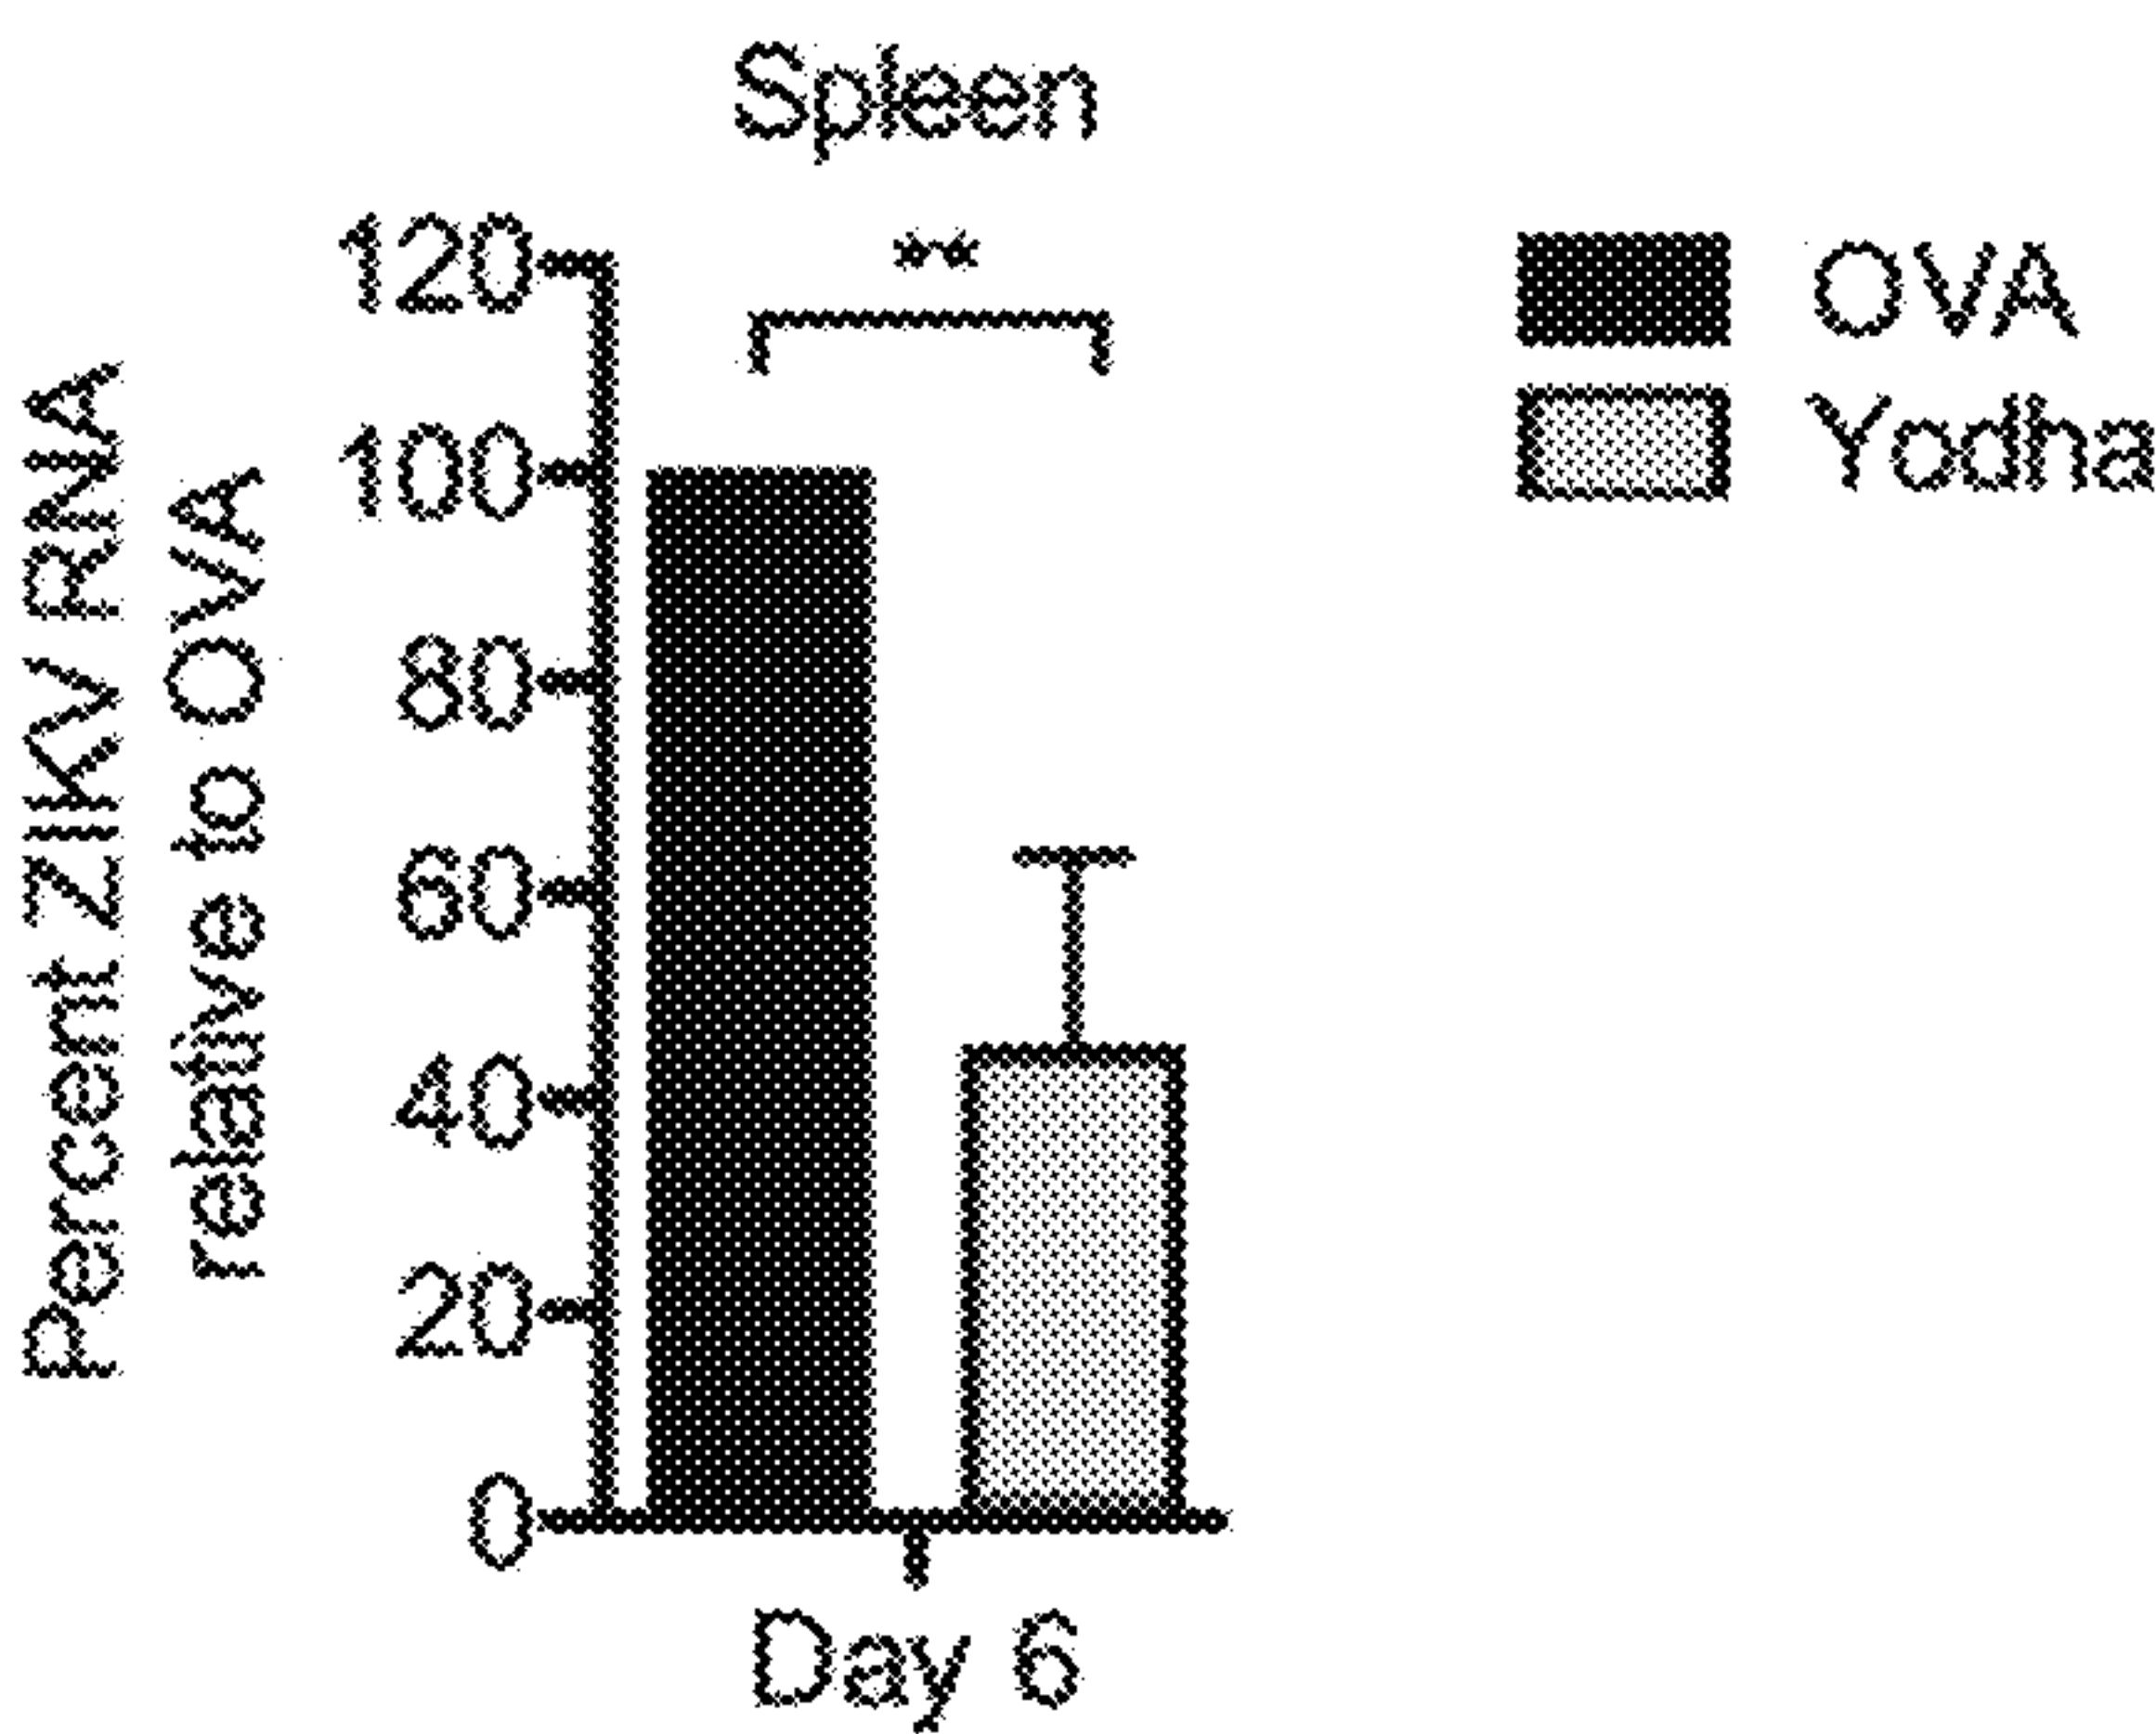 Spleen
Percent ZIKV RNA
relative to OVA
120
100
80
60
40
20
0
**
Day 6
OVA
Yodha